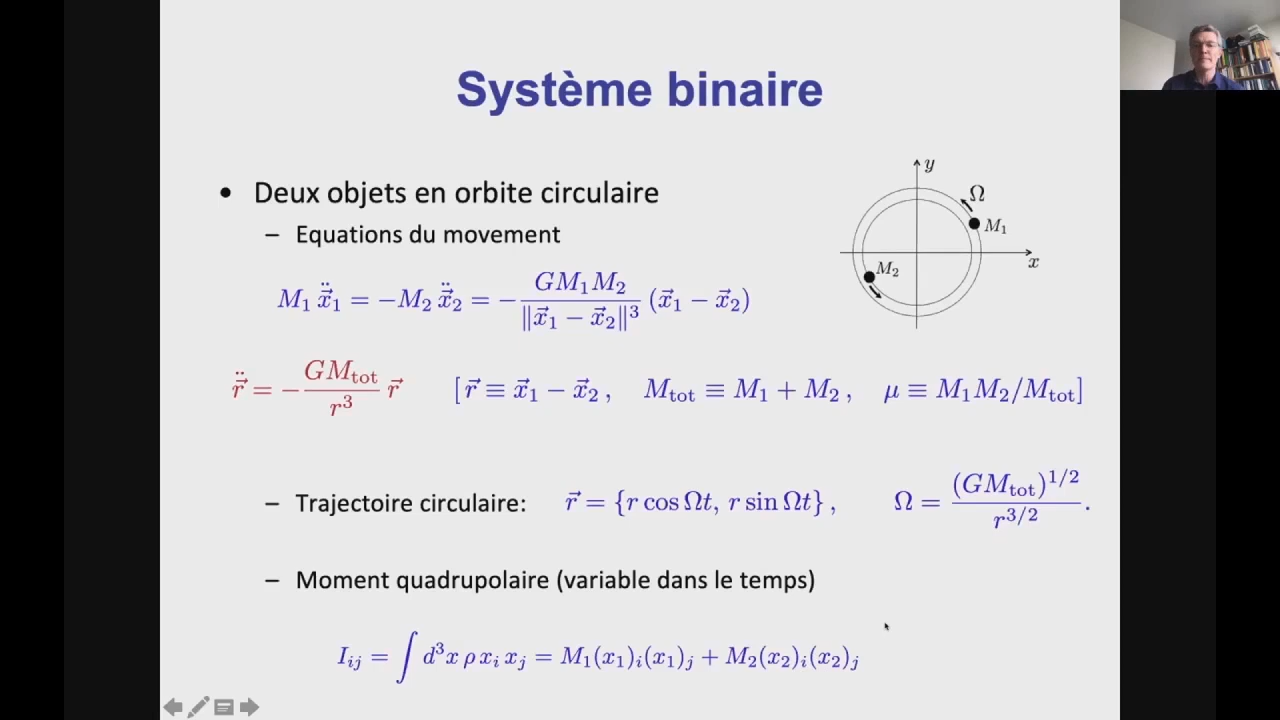 Système binaire
• Deux objets en orbite circulaire
– Equations du movement
M₁ ẍ⃗₁ = −M₂ ẍ⃗₂ = − GM₁M₂ / ‖x⃗₁ − x⃗₂‖³ (x⃗₁ − x⃗₂)
y
Ω
M₁
x
M₂
r̈⃗ = − GM_tot / r³ r⃗ [ r⃗ ≡ x⃗₁ − x⃗₂ , M_tot ≡ M₁ + M₂ , μ ≡ M₁M₂/M_tot]
– Trajectoire circulaire: r⃗ = {r cos Ωt, r sin Ωt} , Ω = (GM_tot)^{1/2} / r^{3/2} .
– Moment quadrupolaire (variable dans le temps)
I_{ij} = ∫ d³x ρ x_i x_j = M₁(x₁)_i(x₁)_j + M₂(x₂)_i(x₂)_j